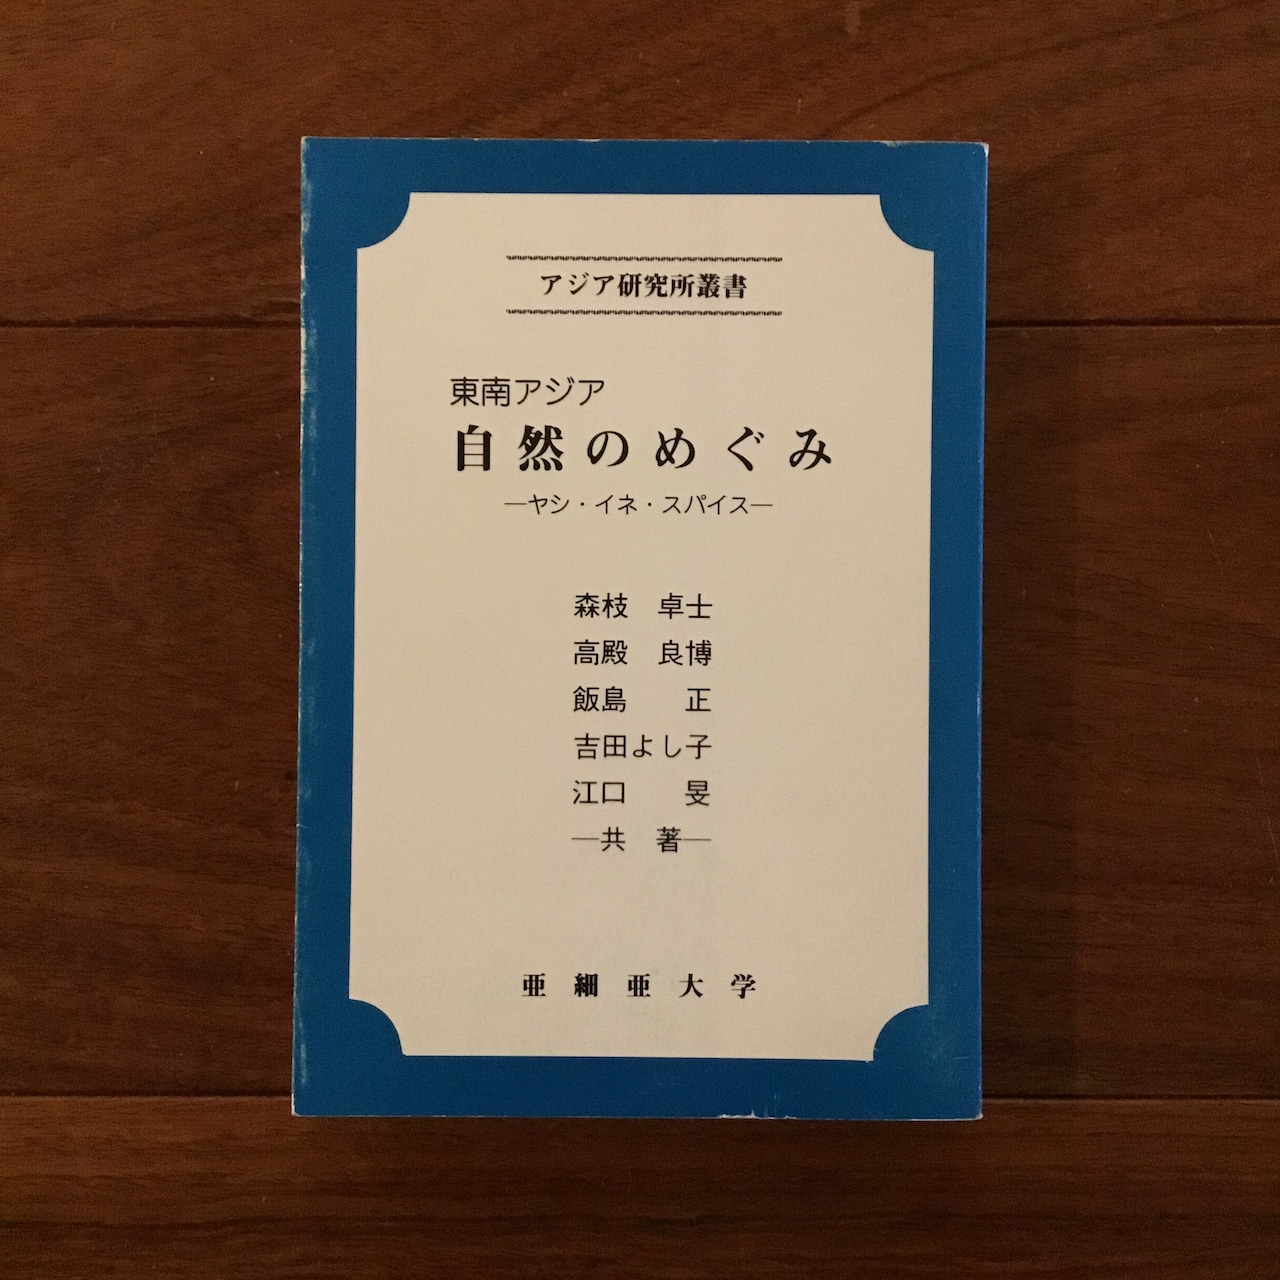 アジア研究所叢書
東南アジア
自然のめぐみ
―ヤシ・イネ・スパイス―
森枝　卓士
高殿　良博
飯島　　正
吉田よし子
江口　　旻
―共　著―
亜細亜大学